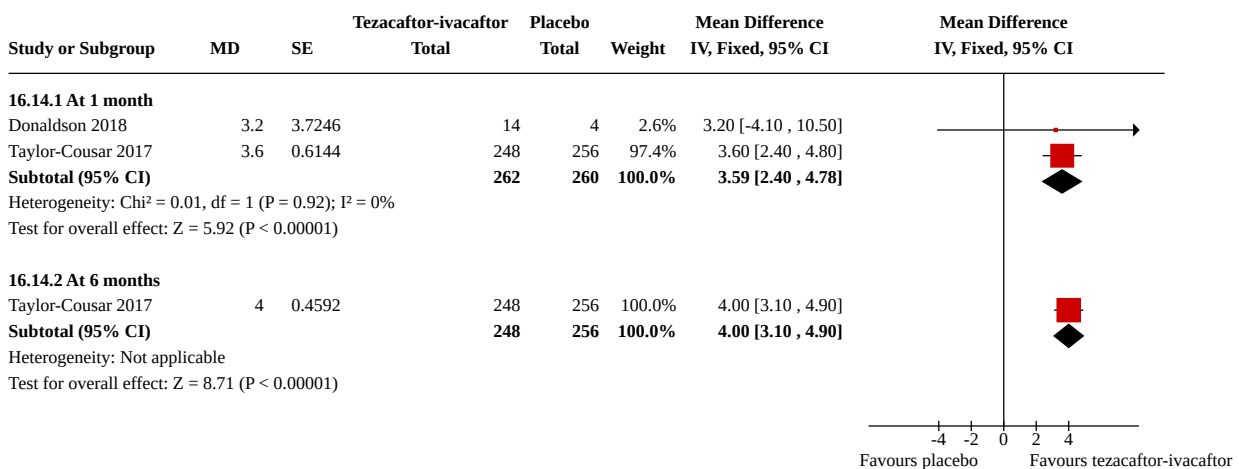 Tezacaftor-ivacaftor Placebo Mean Difference Mean Difference
Study or Subgroup MD SE Total Total Weight IV, Fixed, 95% CI IV, Fixed, 95% CI
16.14.1 At 1 month
Donaldson 2018 3.2 3.7246 14 4 2.6% 3.20 [-4.10 , 10.50]
Taylor-Cousar 2017 3.6 0.6144 248 256 97.4% 3.60 [2.40 , 4.80]
Subtotal (95% CI) 262 260 100.0% 3.59 [2.40 , 4.78]
Heterogeneity: Chi² = 0.01, df = 1 (P = 0.92); I² = 0%
Test for overall effect: Z = 5.92 (P < 0.00001)
16.14.2 At 6 months
Taylor-Cousar 2017 4 0.4592 248 256 100.0% 4.00 [3.10 , 4.90]
Subtotal (95% CI) 248 256 100.0% 4.00 [3.10 , 4.90]
Heterogeneity: Not applicable
Test for overall effect: Z = 8.71 (P < 0.00001)
-4 -2 0 2 4
Favours placebo Favours tezacaftor-ivacaftor